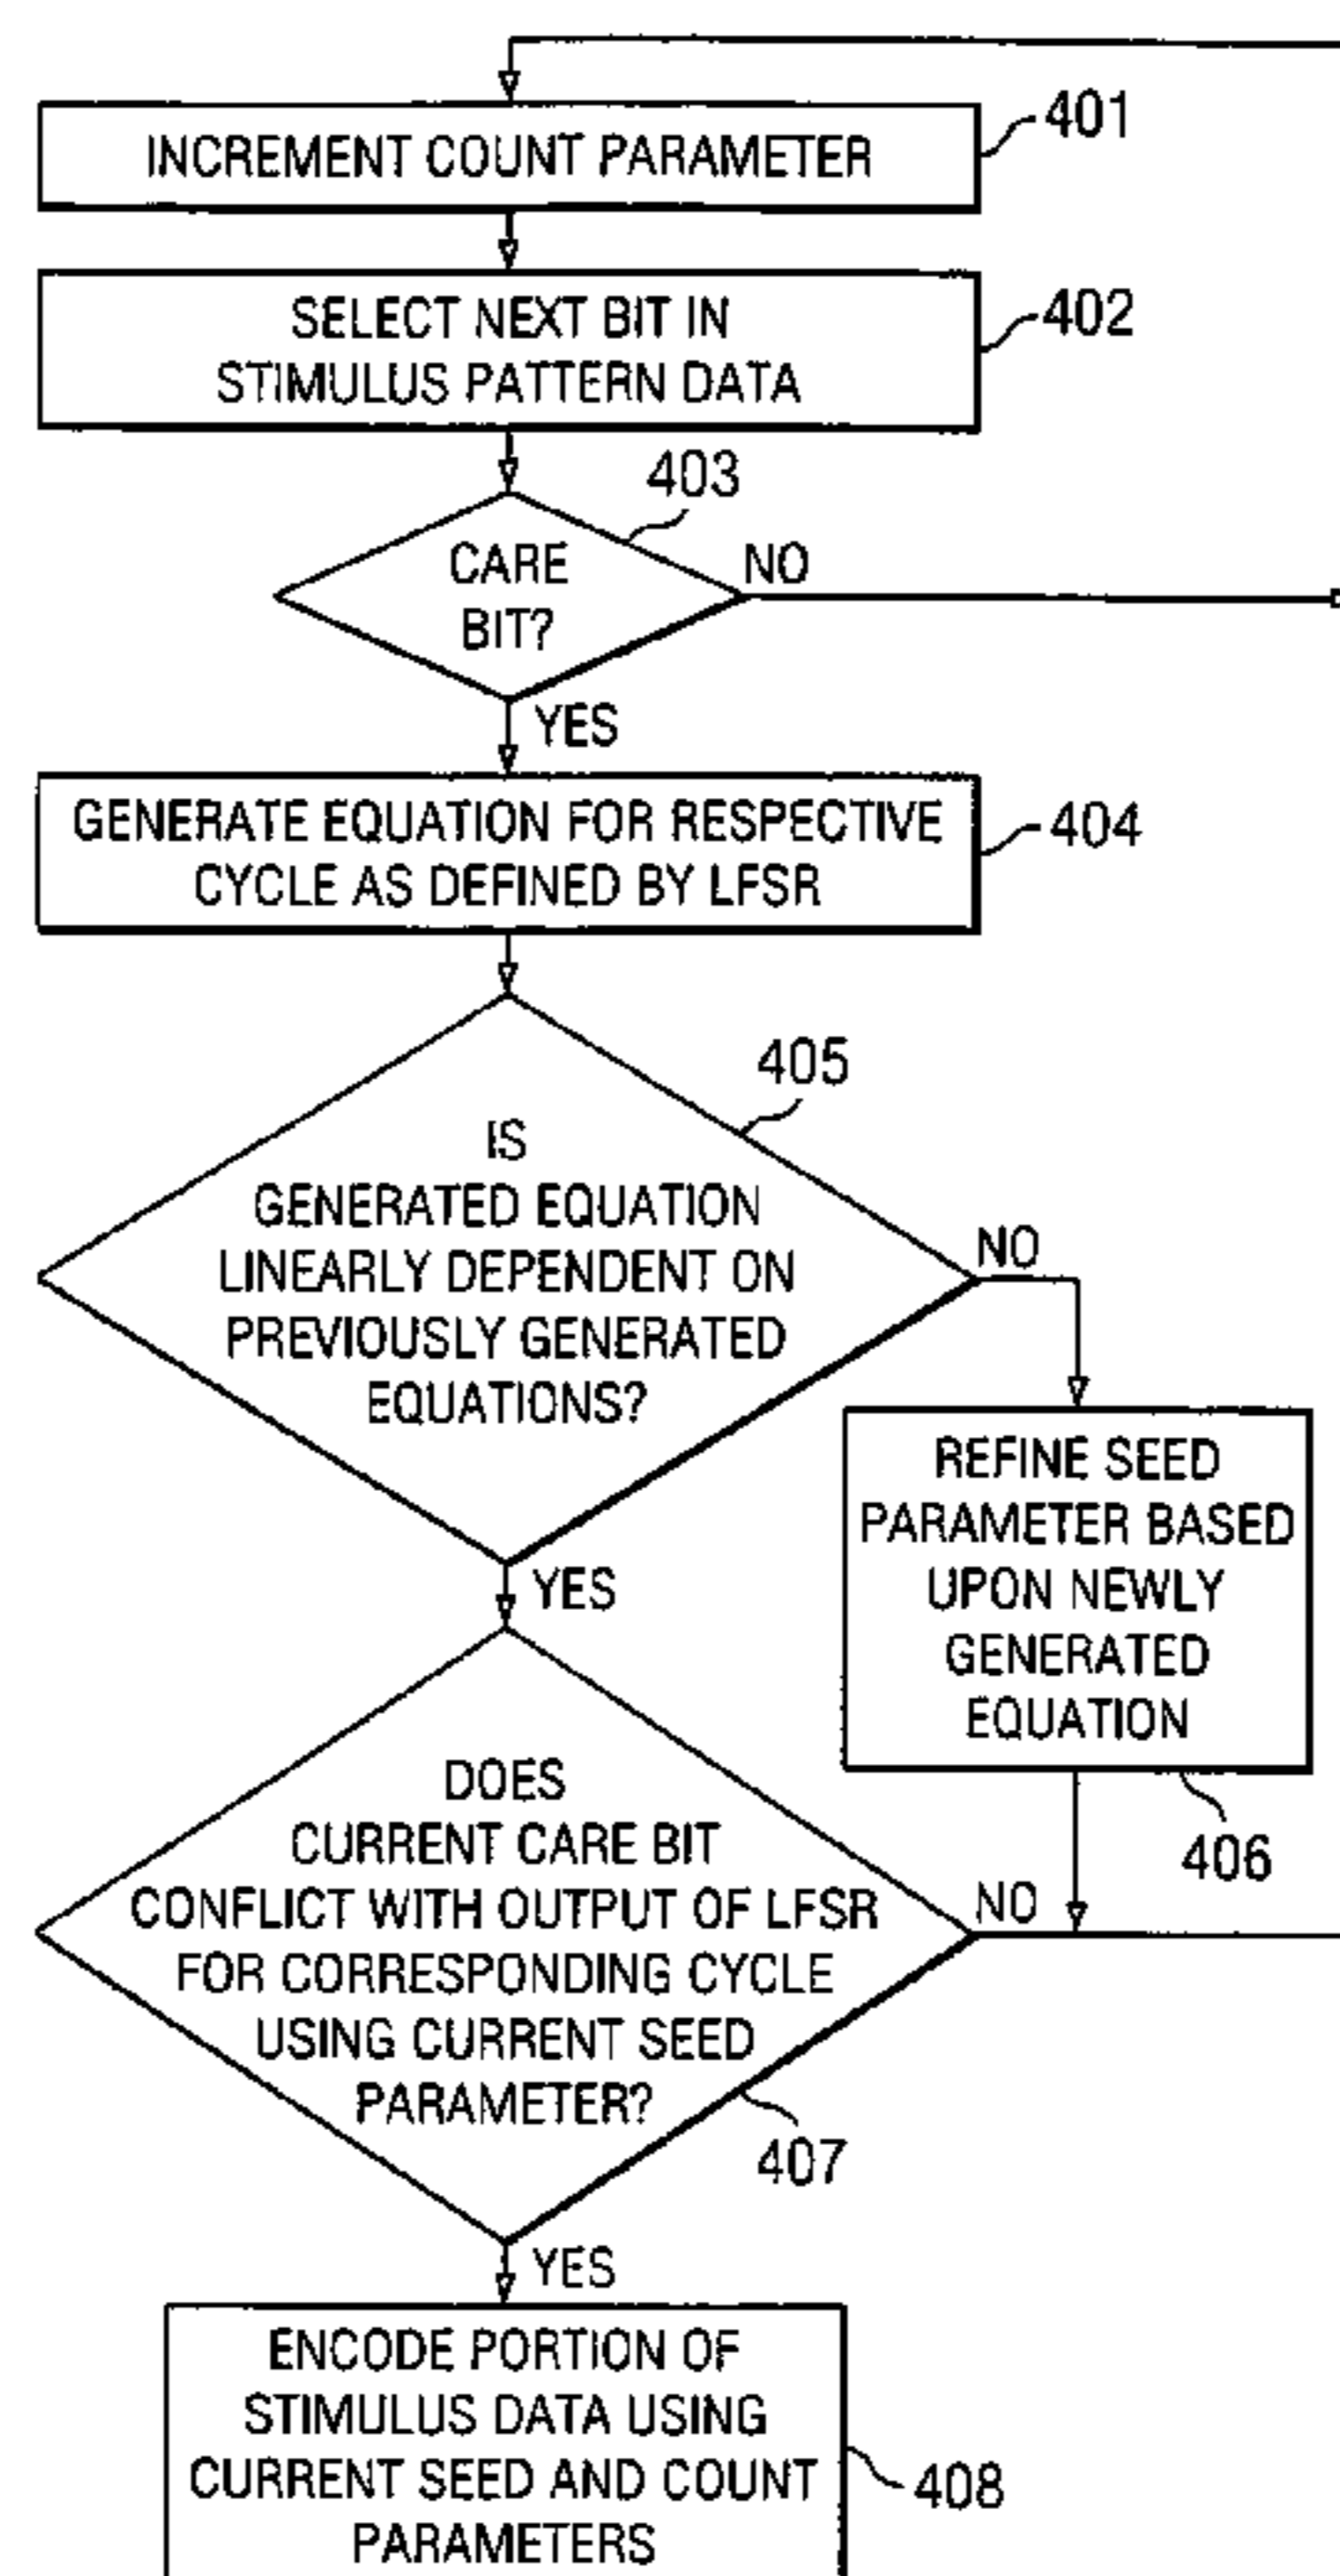 INCREMENT COUNT PARAMETER
401
SELECT NEXT BIT IN
STIMULUS PATTERN DATA
402
403
CARE
BIT?
NO
YES
GENERATE EQUATION FOR RESPECTIVE
CYCLE AS DEFINED BY LFSR
404
405
IS
GENERATED EQUATION
LINEARLY DEPENDENT ON
PREVIOUSLY GENERATED
EQUATIONS?
NO
YES
REFINE SEED
PARAMETER BASED
UPON NEWLY
GENERATED
EQUATION
406
DOES
CURRENT CARE BIT
CONFLICT WITH OUTPUT OF LFSR
FOR CORRESPONDING CYCLE
USING CURRENT SEED
PARAMETER?
NO
407
YES
ENCODE PORTION OF
STIMULUS DATA USING
CURRENT SEED AND COUNT
PARAMETERS
408